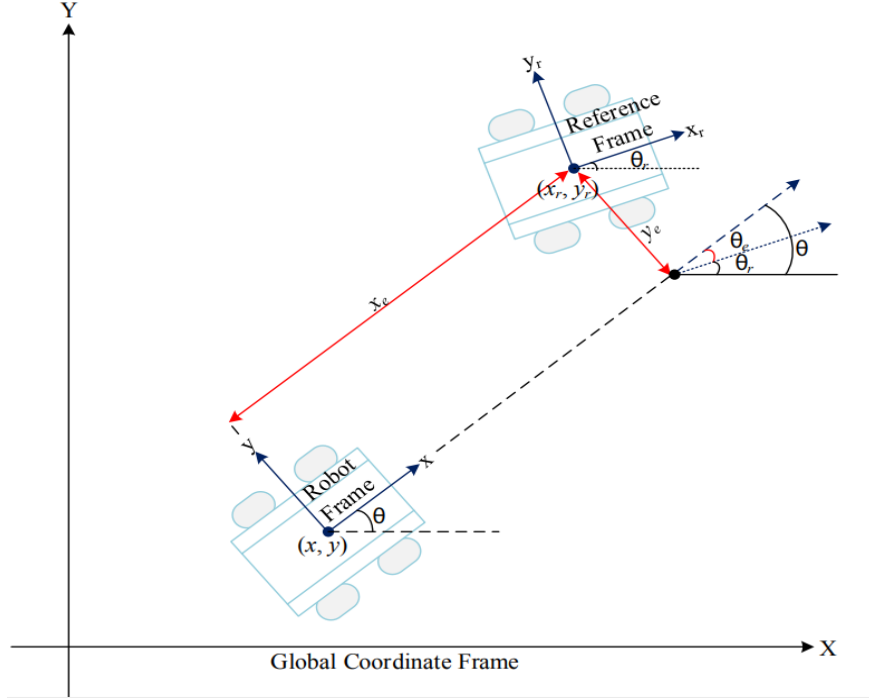 Y
yᵣ
Reference
Frame
xᵣ
θᵣ
(xᵣ, yᵣ)
yₑ
θₑ
θᵣ
θ
xₑ
y
x
Robot
Frame
θ
(x, y)
X
Global Coordinate Frame